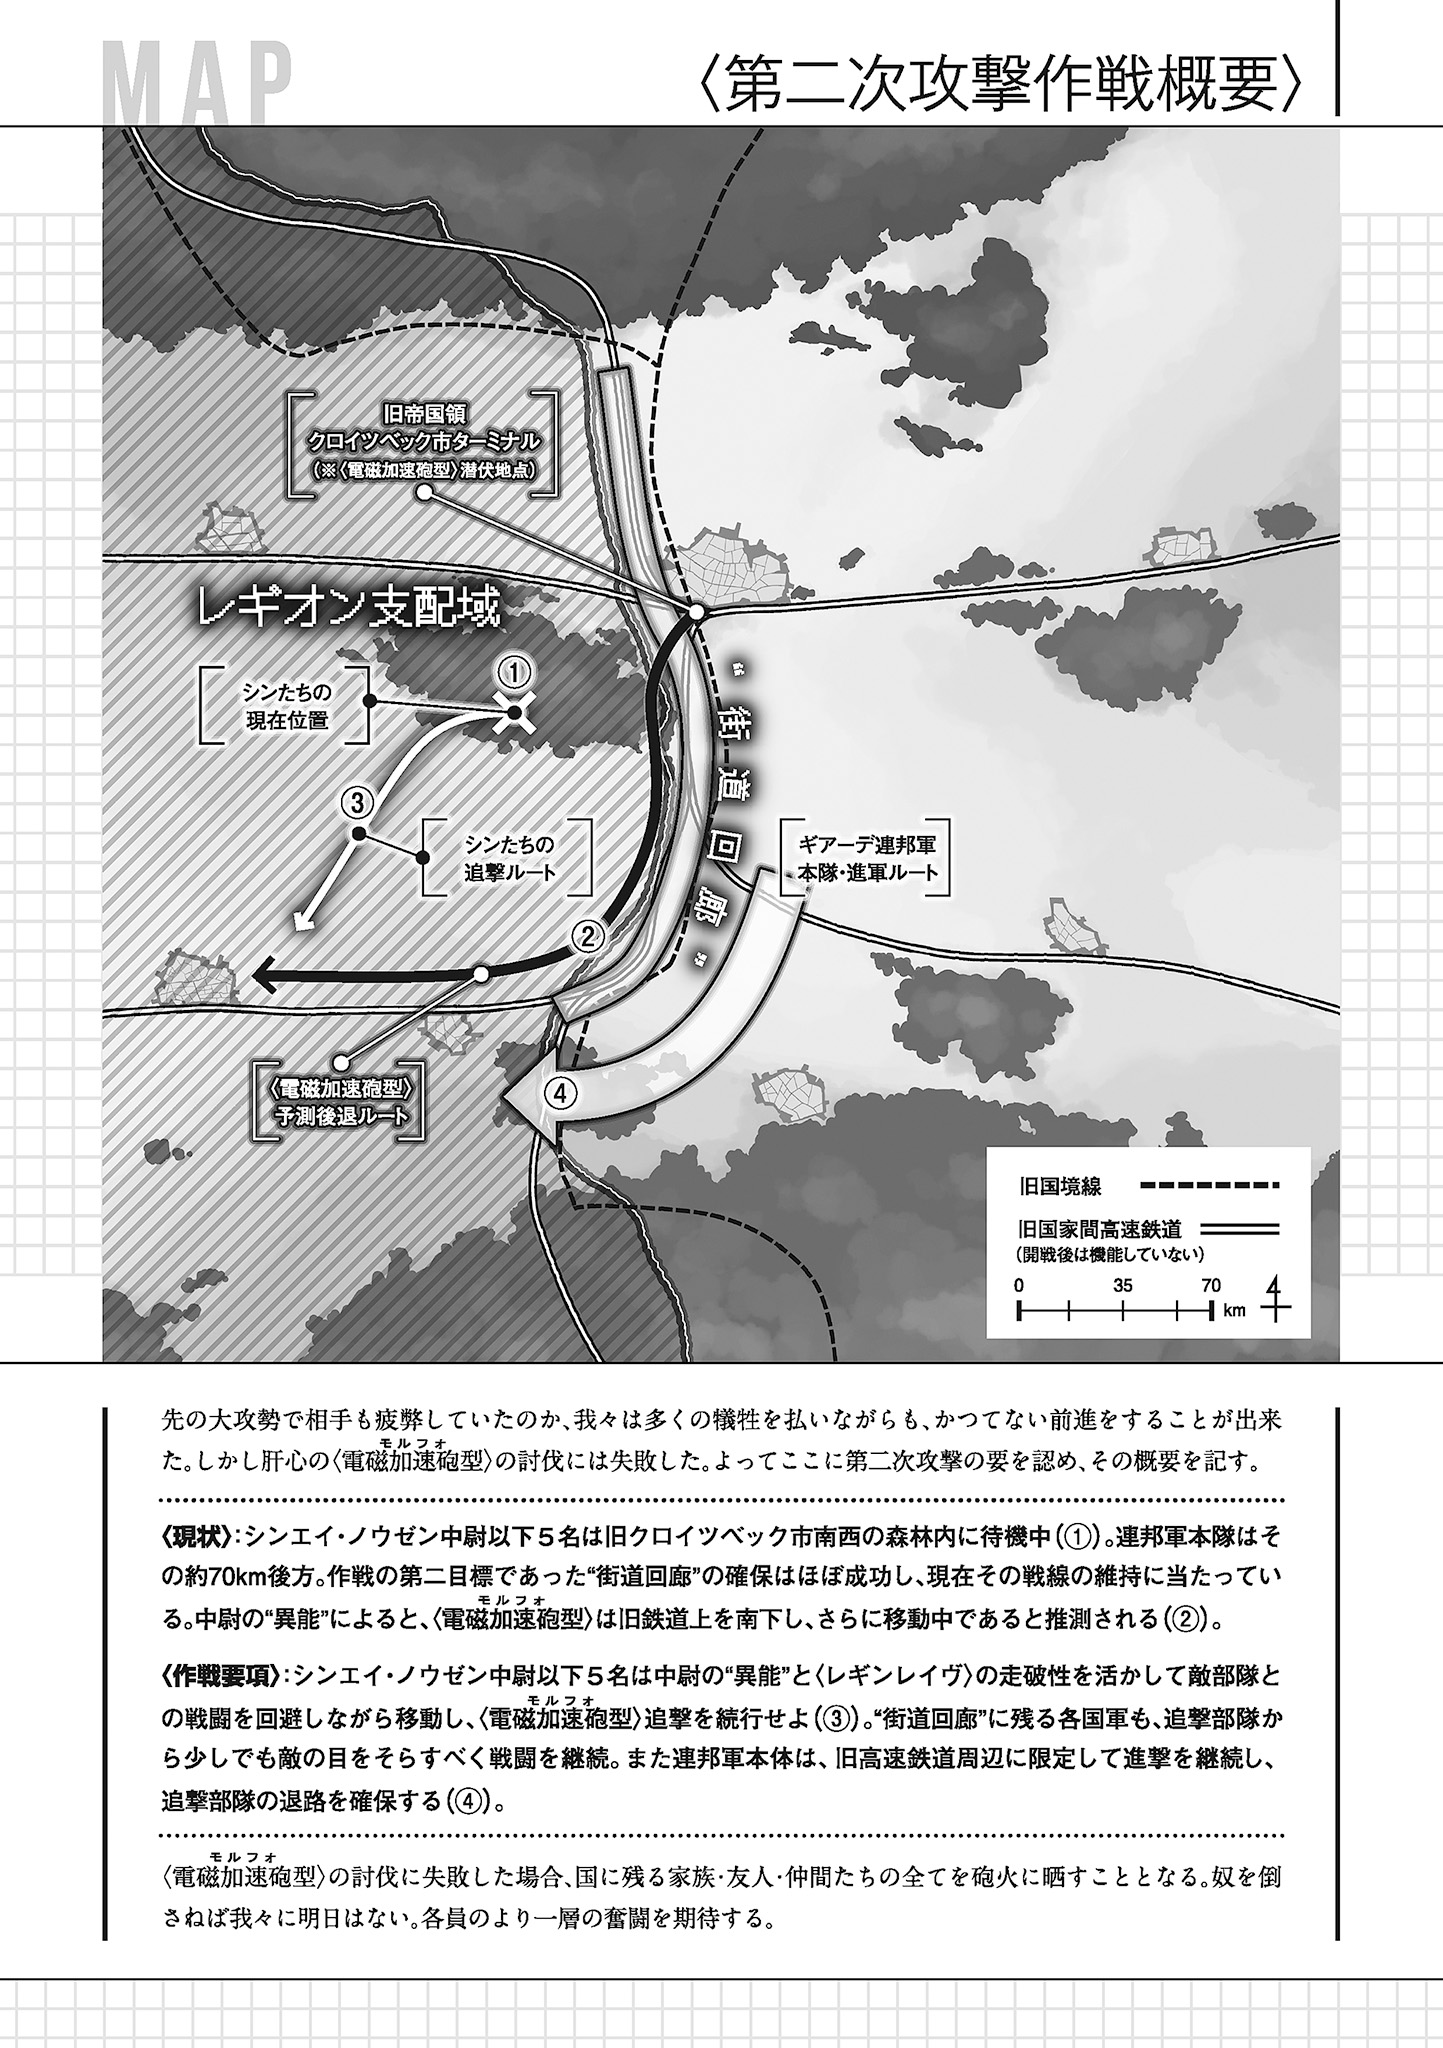 MAP
〈第二次攻撃作戦概要〉
旧帝国領
クロイツベック市ターミナル
（※〈電磁加速砲型〉潜伏地点）
レギオン支配域
①
シンたちの
現在位置
“街道回廊”
③
シンたちの
追撃ルート
ギアーデ連邦軍
本隊・進軍ルート
②
〈電磁加速砲型〉
予測後退ルート
④
旧国境線
旧国家間高速鉄道
（開戦後は機能していない）
0 35 70 km
先の大攻勢で相手も疲弊していたのか、我々は多くの犠牲を払いながらも、かつてない前進をすることが出来
モルフォ
た。しかし肝心の〈電磁加速砲型〉の討伐には失敗した。よってここに第二次攻撃の要を認め、その概要を記す。
〈現状〉：シンエイ・ノウゼン中尉以下５名は旧クロイツベック市南西の森林内に待機中（①）。連邦軍本隊はそ
の約70km後方。作戦の第二目標であった“街道回廊”の確保はほぼ成功し、現在その戦線の維持に当たってい
モルフォ
る。中尉の“異能”によると、〈電磁加速砲型〉は旧鉄道上を南下し、さらに移動中であると推測される（②）。
〈作戦要項〉：シンエイ・ノウゼン中尉以下５名は中尉の“異能”と〈レギンレイヴ〉の走破性を活かして敵部隊と
モルフォ
の戦闘を回避しながら移動し、〈電磁加速砲型〉追撃を続行せよ（③）。“街道回廊”に残る各国軍も、追撃部隊か
ら少しでも敵の目をそらすべく戦闘を継続。また連邦軍本体は、旧高速鉄道周辺に限定して進撃を継続し、
追撃部隊の退路を確保する（④）。
モルフォ
〈電磁加速砲型〉の討伐に失敗した場合、国に残る家族・友人・仲間たちの全てを砲火に晒すこととなる。奴を倒
さねば我々に明日はない。各員のより一層の奮闘を期待する。